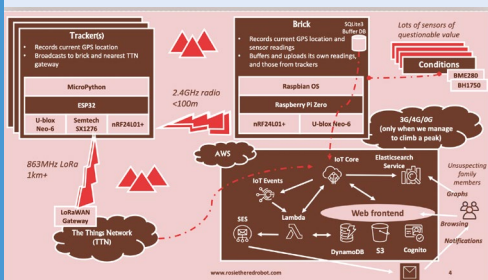 Tracker(s)
• Records current GPS location
• Broadcasts to brick and nearest TTN
gateway
MicroPython
ESP32
U-blox
Neo-6
Semtech
SX1276
nRF24L01+
2.4GHz radio
<100m
Brick
• Records current GPS location and
sensor readings
• Buffers and uploads its own readings,
and those from trackers
SQLite3
Buffer DB
Raspbian OS
Raspberry Pi Zero
nRF24L01+
U-blox Neo-6
Lots of sensors of
questionable value
Conditions
BME280
BH1750
863MHz LoRa
1km+
LoRaWAN
Gateway
The Things Network
(TTN)
3G/4G/0G
(only when we manage
to climb a peak)
AWS
IoT Core
Elasticsearch
Service
IoT Events
SES
Lambda
Web frontend
DynamoDB
S3
Cognito
Unsuspecting
family
members
Graphs
Browsing
Notifications
www.rosietheredrobot.com
4